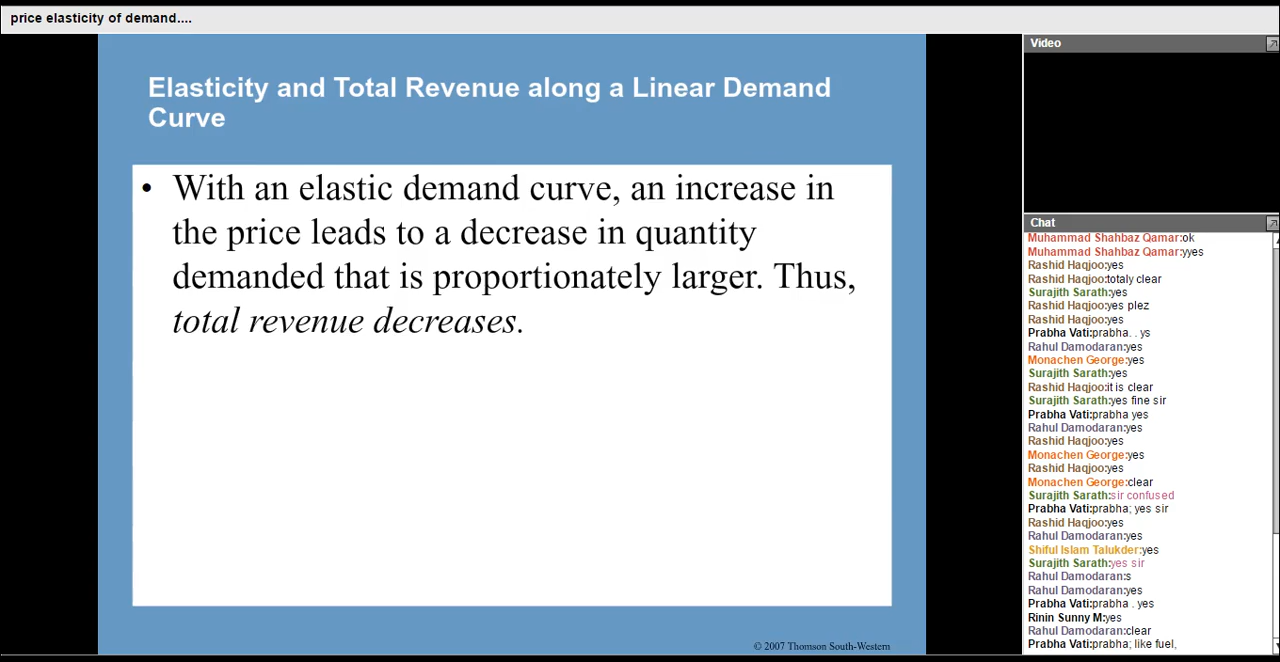 price elasticity of demand....
Elasticity and Total Revenue along a Linear Demand
Curve
• With an elastic demand curve, an increase in
the price leads to a decrease in quantity
demanded that is proportionately larger. Thus,
total revenue decreases.
© 2007 Thomson South-Western
Video
Chat
Muhammad Shahbaz Qamar:ok
Muhammad Shahbaz Qamar:yyes
Rashid Haqjoo:yes
Rashid Haqjoo:totaly clear
Surajith Sarath:yes
Rashid Haqjoo:yes plez
Rashid Haqjoo:yes
Prabha Vati:prabha. . ys
Rahul Damodaran:yes
Monachen George:yes
Surajith Sarath:yes
Rashid Haqjoo:it is clear
Surajith Sarath:yes fine sir
Prabha Vati:prabha yes
Rahul Damodaran:yes
Rashid Haqjoo:yes
Monachen George:yes
Rashid Haqjoo:yes
Monachen George:clear
Surajith Sarath:sir confused
Prabha Vati:prabha; yes sir
Rashid Haqjoo:yes
Rahul Damodaran:yes
Shiful Islam Talukder:yes
Surajith Sarath:yes sir
Rahul Damodaran:s
Rahul Damodaran:yes
Prabha Vati:prabha . yes
Rinin Sunny M:yes
Rahul Damodaran:clear
Prabha Vati:prabha; like fuel,